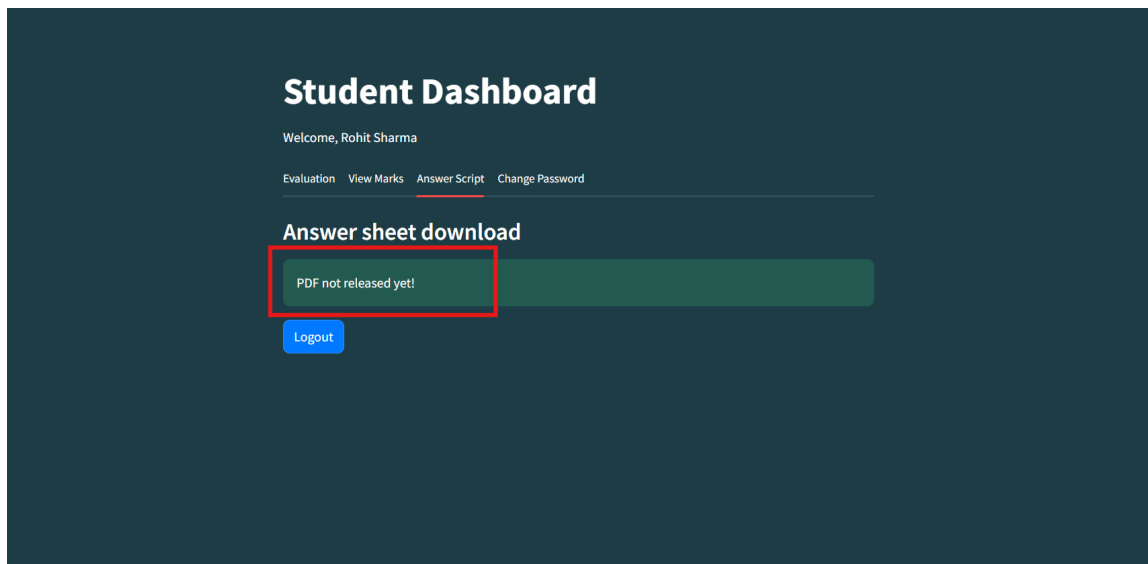 Student Dashboard
Welcome, Rohit Sharma
Evaluation View Marks Answer Script Change Password
Answer sheet download
PDF not released yet!
Logout